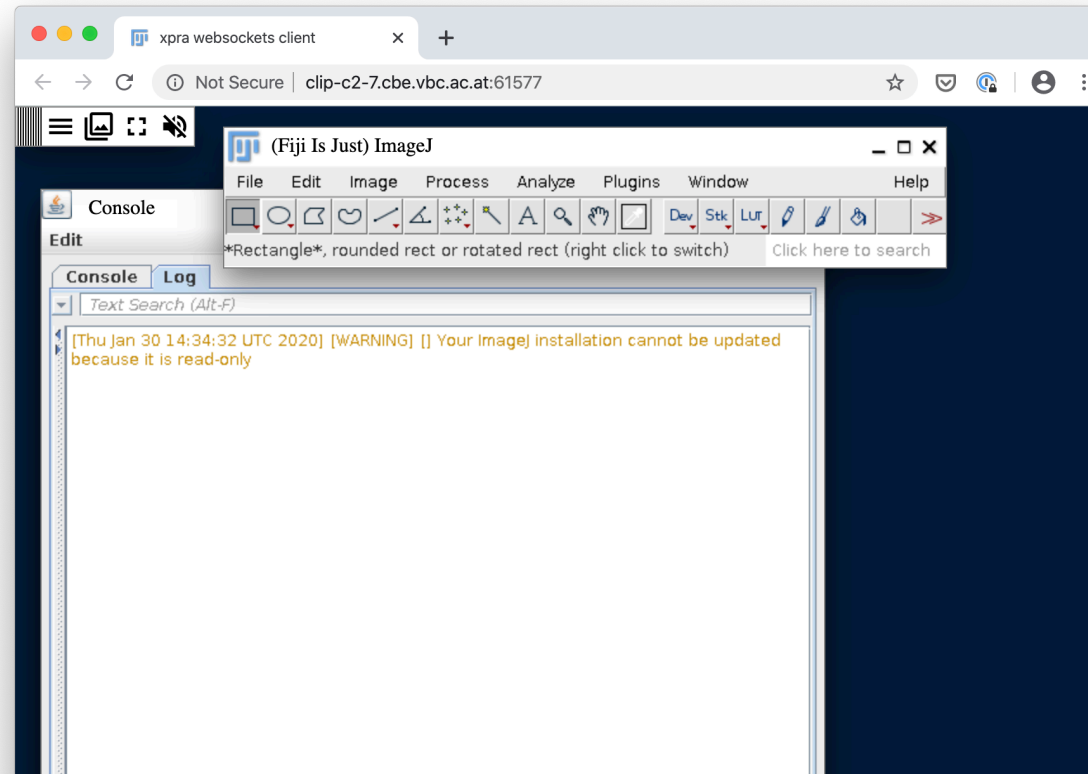 xpra websockets client
Not Secure | clip-c2-7.cbe.vbc.ac.at:61577
(Fiji Is Just) ImageJ
File Edit Image Process Analyze Plugins Window Help
A Dev Stk LUT
*Rectangle*, rounded rect or rotated rect (right click to switch) Click here to search
Console
Edit
Console Log
Text Search (Alt-F)
[Thu Jan 30 14:34:32 UTC 2020] [WARNING] [] Your ImageJ installation cannot be updated
because it is read-only